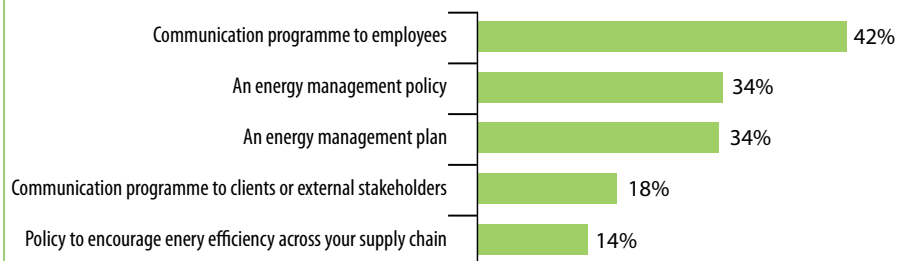 Communication programme to employees 42%
An energy management policy 34%
An energy management plan 34%
Communication programme to clients or external stakeholders 18%
Policy to encourage enery efficiency across your supply chain 14%